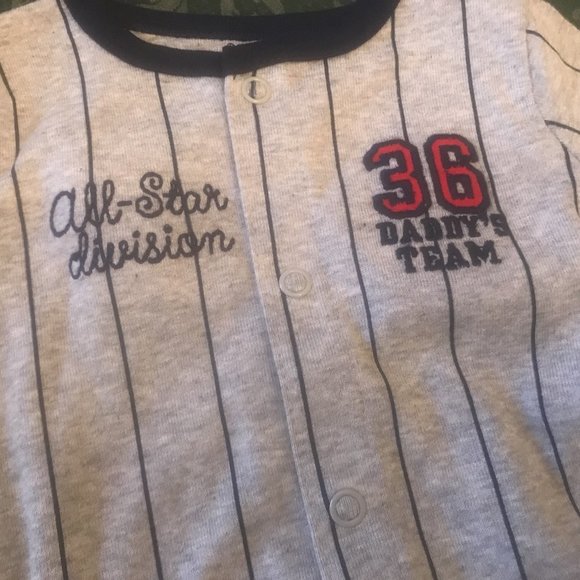 all-Star
division
36
DADDY'S
TEAM